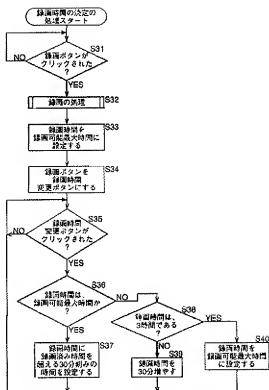 録画時間の決定の
処理スタート
S31
録画ボタンが
クリックされた
?
NO
YES
録画の処理
S32
S33
録画時間を
録画可能最大時間に
設定する
S34
録画ボタンを
録画時間
変更ボタンにする
S35
録画時間
変更ボタンが
クリックされた
?
NO
YES
S36
録画時間は、
録画可能最大時間か
?
NO
YES
S38
録画時間は、
3時間である
?
YES
NO
S37
録画時間に
録画済み時間を
超える30分刻みの
時間を設定する
S39
録画時間を
30分増やす
S40
録画時間を
録画可能最大時間
に設定する